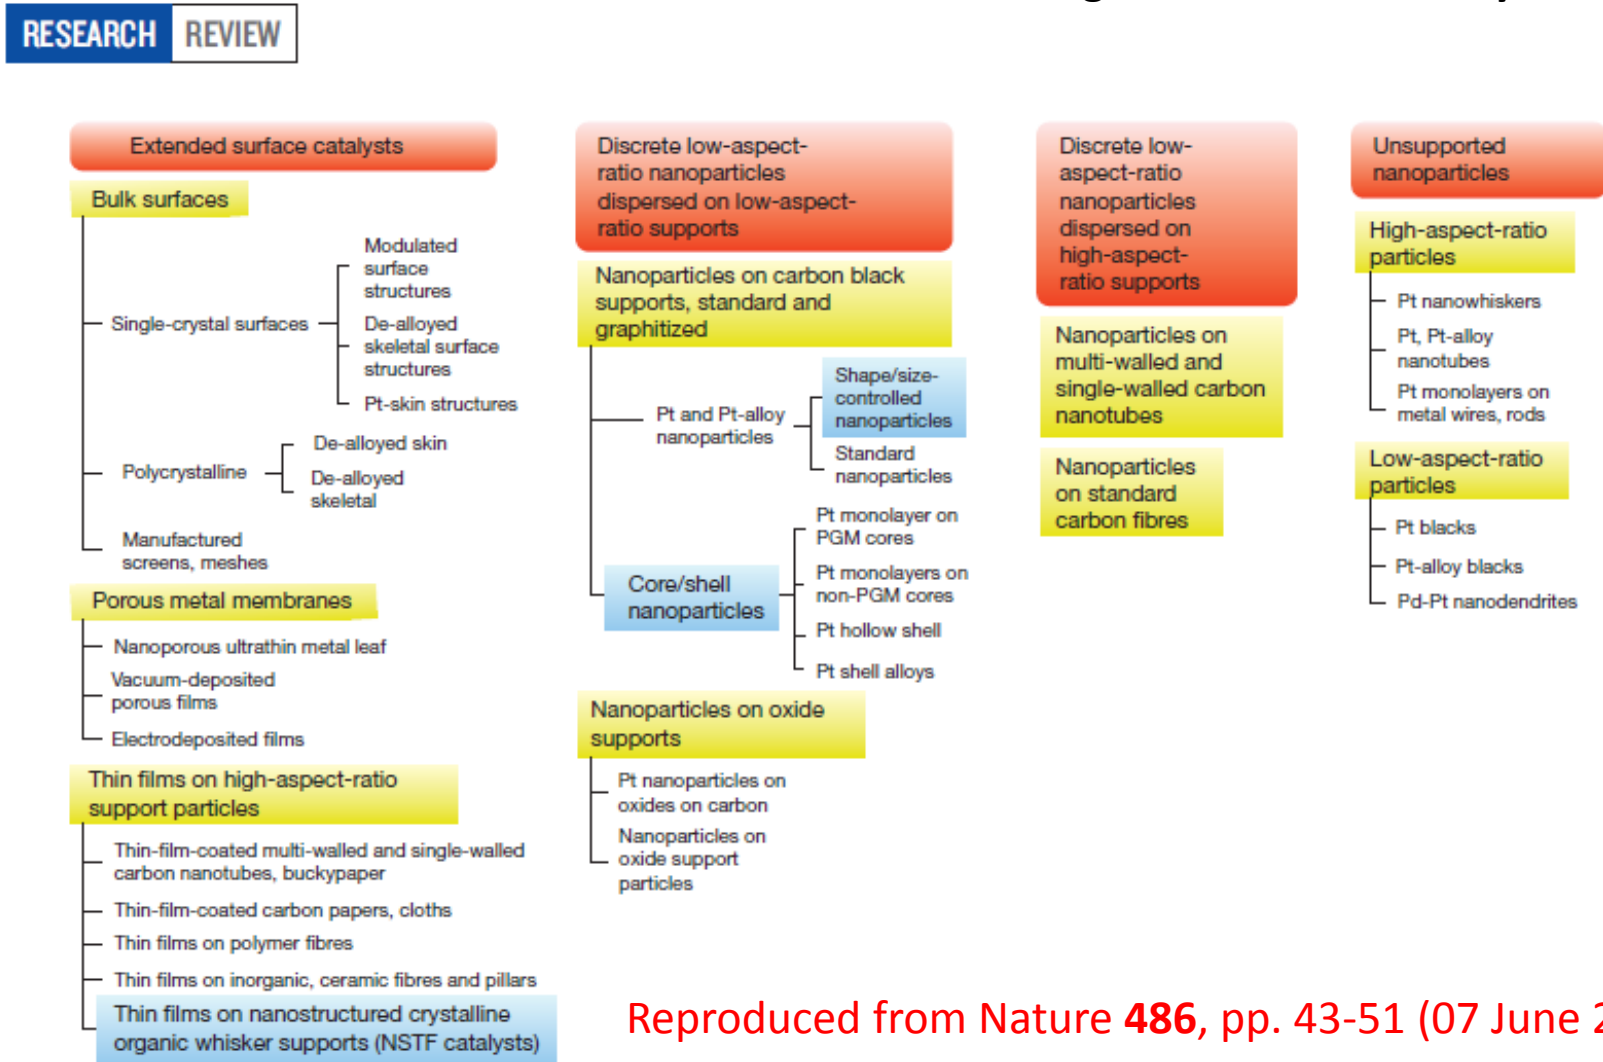 RESEARCH REVIEW
Extended surface catalysts
Bulk surfaces
Single-crystal surfaces
Modulated
surface
structures
De-alloyed
skeletal surface
structures
Pt-skin structures
Polycrystalline
De-alloyed skin
De-alloyed
skeletal
Manufactured
screens, meshes
Porous metal membranes
Nanoporous ultrathin metal leaf
Vacuum-deposited
porous films
Electrodeposited films
Thin films on high-aspect-ratio
support particles
Thin-film-coated multi-walled and single-walled
carbon nanotubes, buckypaper
Thin-film-coated carbon papers, cloths
Thin films on polymer fibres
Thin films on inorganic, ceramic fibres and pillars
Thin films on nanostructured crystalline
organic whisker supports (NSTF catalysts)
Discrete low-aspect-
ratio nanoparticles
dispersed on low-aspect-
ratio supports
Nanoparticles on carbon black
supports, standard and
graphitized
Pt and Pt-alloy
nanoparticles
Shape/size-
controlled
nanoparticles
Standard
nanoparticles
Core/shell
nanoparticles
Pt monolayer on
PGM cores
Pt monolayers on
non-PGM cores
Pt hollow shell
Pt shell alloys
Nanoparticles on oxide
supports
Pt nanoparticles on
oxides on carbon
Nanoparticles on
oxide support
particles
Discrete low-
aspect-ratio
nanoparticles
dispersed on
high-aspect-
ratio supports
Nanoparticles on
multi-walled and
single-walled carbon
nanotubes
Nanoparticles
on standard
carbon fibres
Unsupported
nanoparticles
High-aspect-ratio
particles
Pt nanowhiskers
Pt, Pt-alloy
nanotubes
Pt monolayers on
metal wires, rods
Low-aspect-ratio
particles
Pt blacks
Pt-alloy blacks
Pd-Pt nanodendrites
Reproduced from Nature 486, pp. 43-51 (07 June